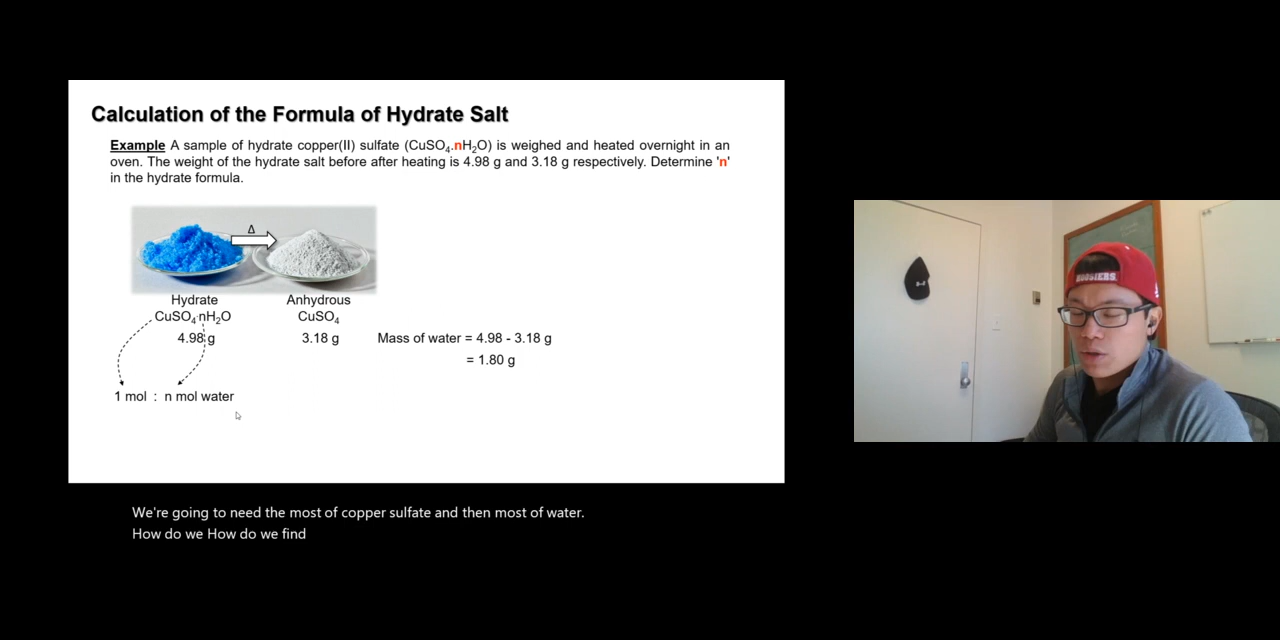 Calculation of the Formula of Hydrate Salt
Example A sample of hydrate copper(II) sulfate (CuSO₄.nH₂O) is weighed and heated overnight in an
oven. The weight of the hydrate salt before after heating is 4.98 g and 3.18 g respectively. Determine 'n'
in the hydrate formula.
Δ
Hydrate Anhydrous
CuSO₄·nH₂O CuSO₄
4.98 g 3.18 g Mass of water = 4.98 - 3.18 g
= 1.80 g
1 mol : n mol water
HOOSIERS
We're going to need the most of copper sulfate and then most of water.
How do we How do we find